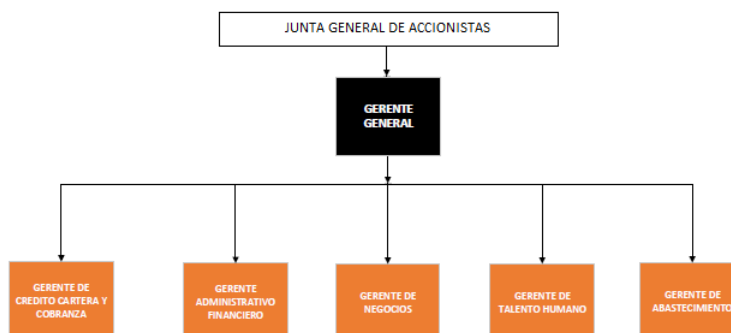 JUNTA GENERAL DE ACCIONISTAS
GERENTE
GENERAL
GERENTE DE
CREDITO CARTERA Y
COBRANZA
GERENTE
ADMINISTRATIVO
FINANCIERO
GERENTE DE
NEGOCIOS
GERENTE DE
TALENTO HUMANO
GERENTE DE
ABASTECIMIENTO